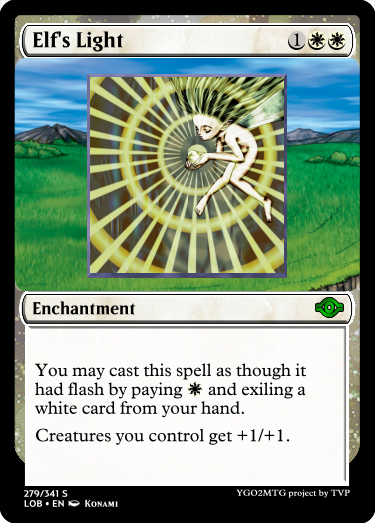 Elf's Light 1
Enchantment
You may cast this spell as though it
had flash by paying and exiling a
white card from your hand.
Creatures you control get +1/+1.
279/341 S
LOB • EN KONAMI
YGO2MTG project by TVP